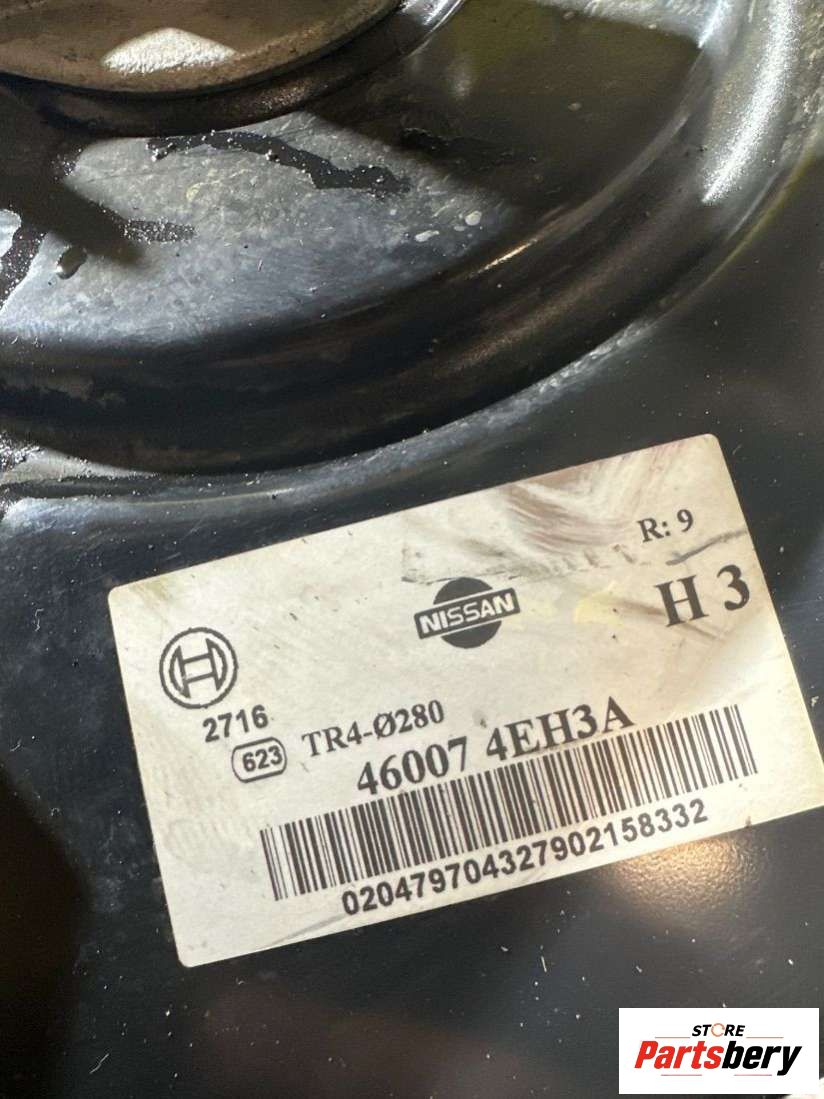 R: 9
NISSAN
H 3
2716
623
TR4-Ø280
46007 4EH3A
020479704327902158332
STORE
Partsbery